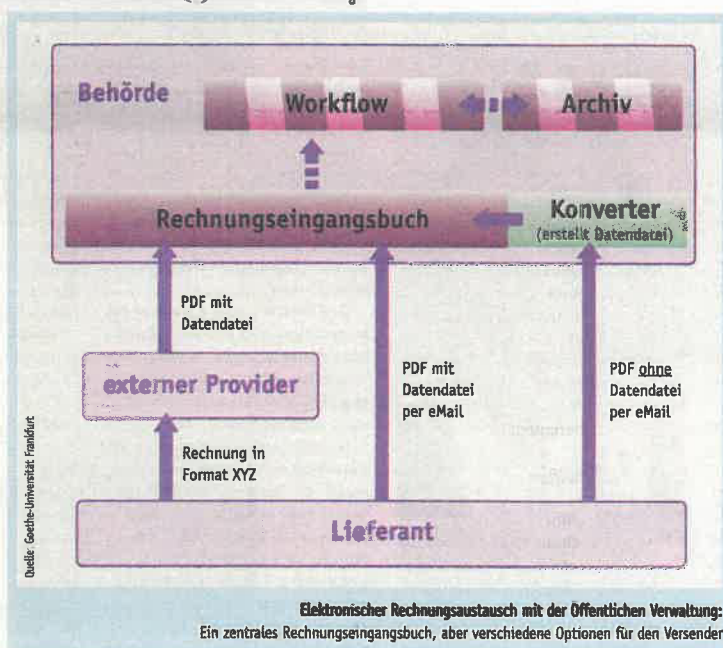 Behörde
Workflow
Archiv
Rechnungseingangsbuch
Konverter
(erstellt Datendatei)
PDF mit
Datendatei
externer Provider
Rechnung in
Format XYZ
PDF mit
Datendatei
per eMail
PDF ohne
Datendatei
per eMail
Lieferant
Quelle: Goethe-Universität Frankfurt
Elektronischer Rechnungsaustausch mit der Öffentlichen Verwaltung:
Ein zentrales Rechnungseingangsbuch, aber verschiedene Optionen für den Versender